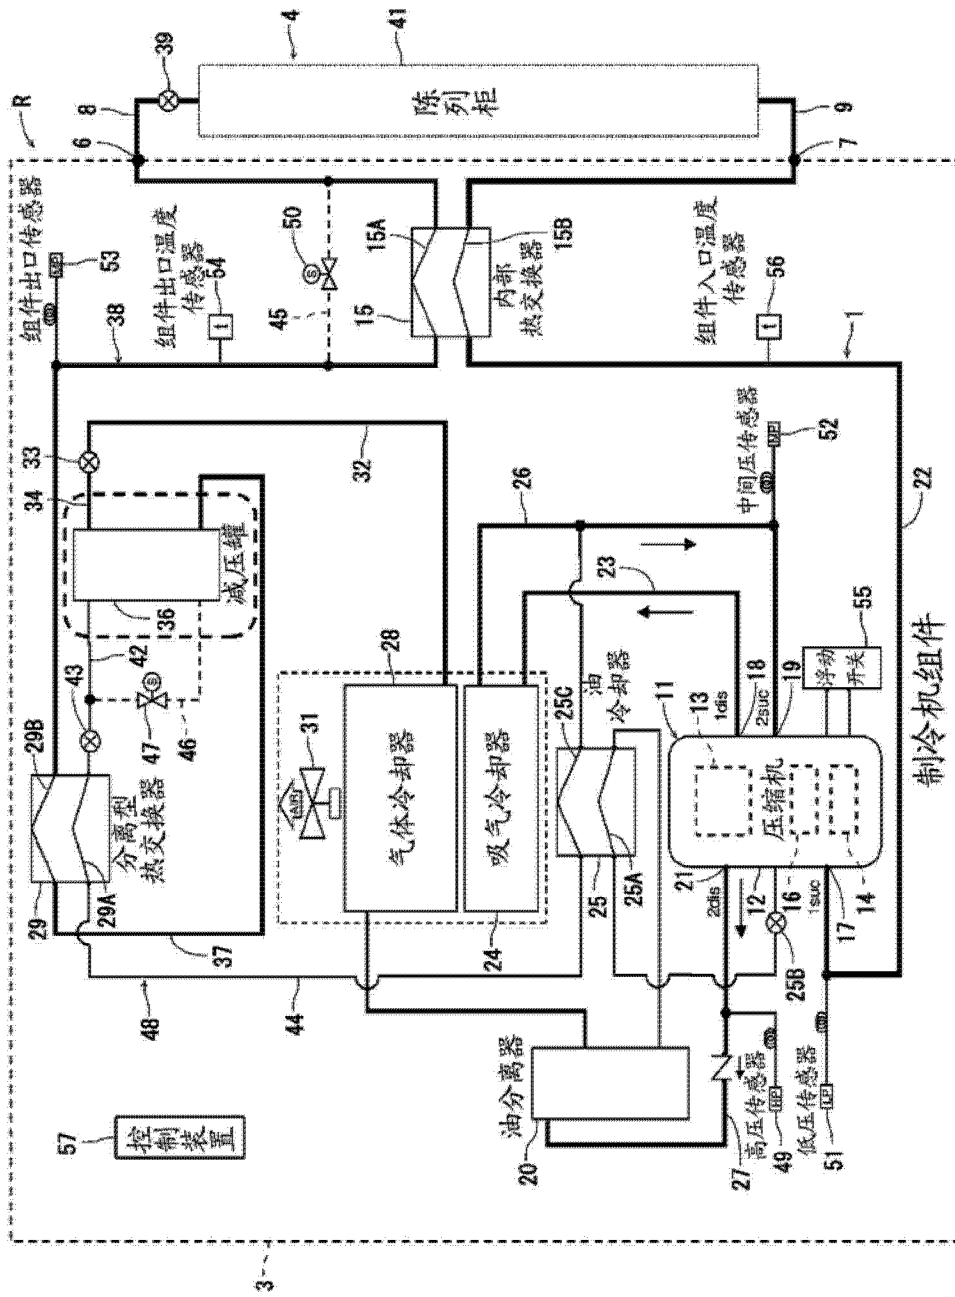 R
组件出口传感器
HP
53
57
控制
装置
29
29B
43
33
34
38
29A
分离型
热交换器
42
36
减压罐
组件出口温度
传感器
t
54
6
8
39
48
37
47
S
46
3
44
AIR
31
32
45
S
50
4
气体冷却器
28
15
15A
陈列
柜
41
24
吸气冷却器
内部
热交换器
15B
油分离器
20
25
25C
油
冷却器
26
25A
23
21
2dis
11
13
1dis
18
组件入口温度
传感器
t
56
27
高压传感器
HP
49
12
压缩机
2suc
19
中间压传感器
MP
52
7
9
25B
16
1suc
17
14
浮动
开关
55
低压传感器
LP
51
1
22
制冷机组件